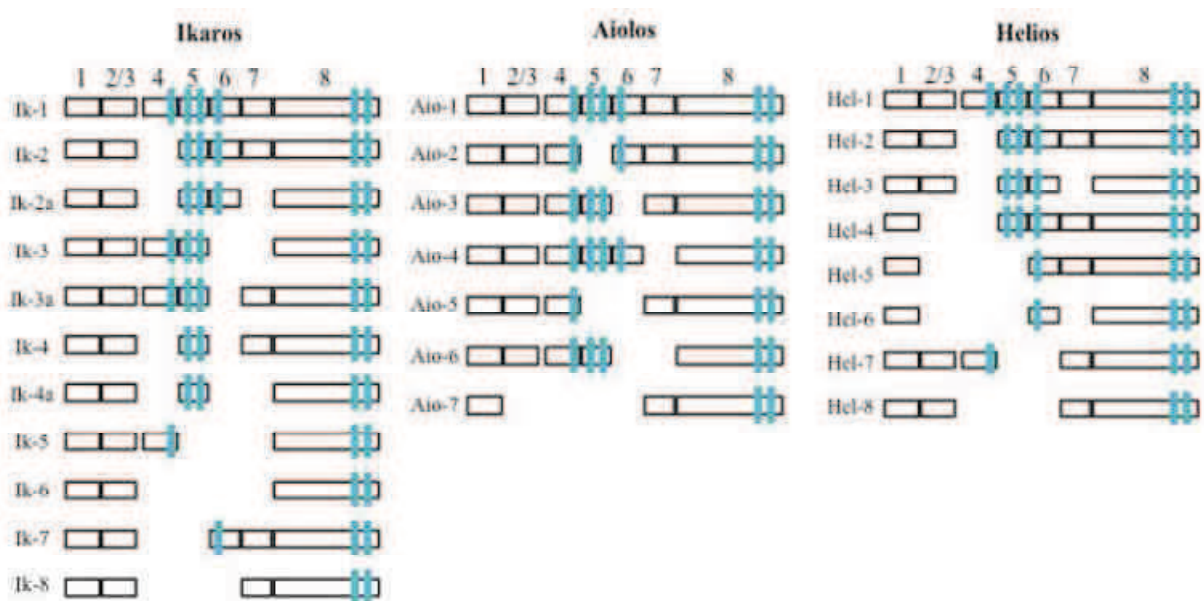 Ikaros
1 2/3 4 5 6 7 8
Ik-1
Ik-2
Ik-2a
Ik-3
Ik-3a
Ik-4
Ik-4a
Ik-5
Ik-6
Ik-7
Ik-8
Aiolos
1 2/3 4 5 6 7 8
Aio-1
Aio-2
Aio-3
Aio-4
Aio-5
Aio-6
Aio-7
Helios
1 2/3 4 5 6 7 8
Hel-1
Hel-2
Hel-3
Hel-4
Hel-5
Hel-6
Hel-7
Hel-8